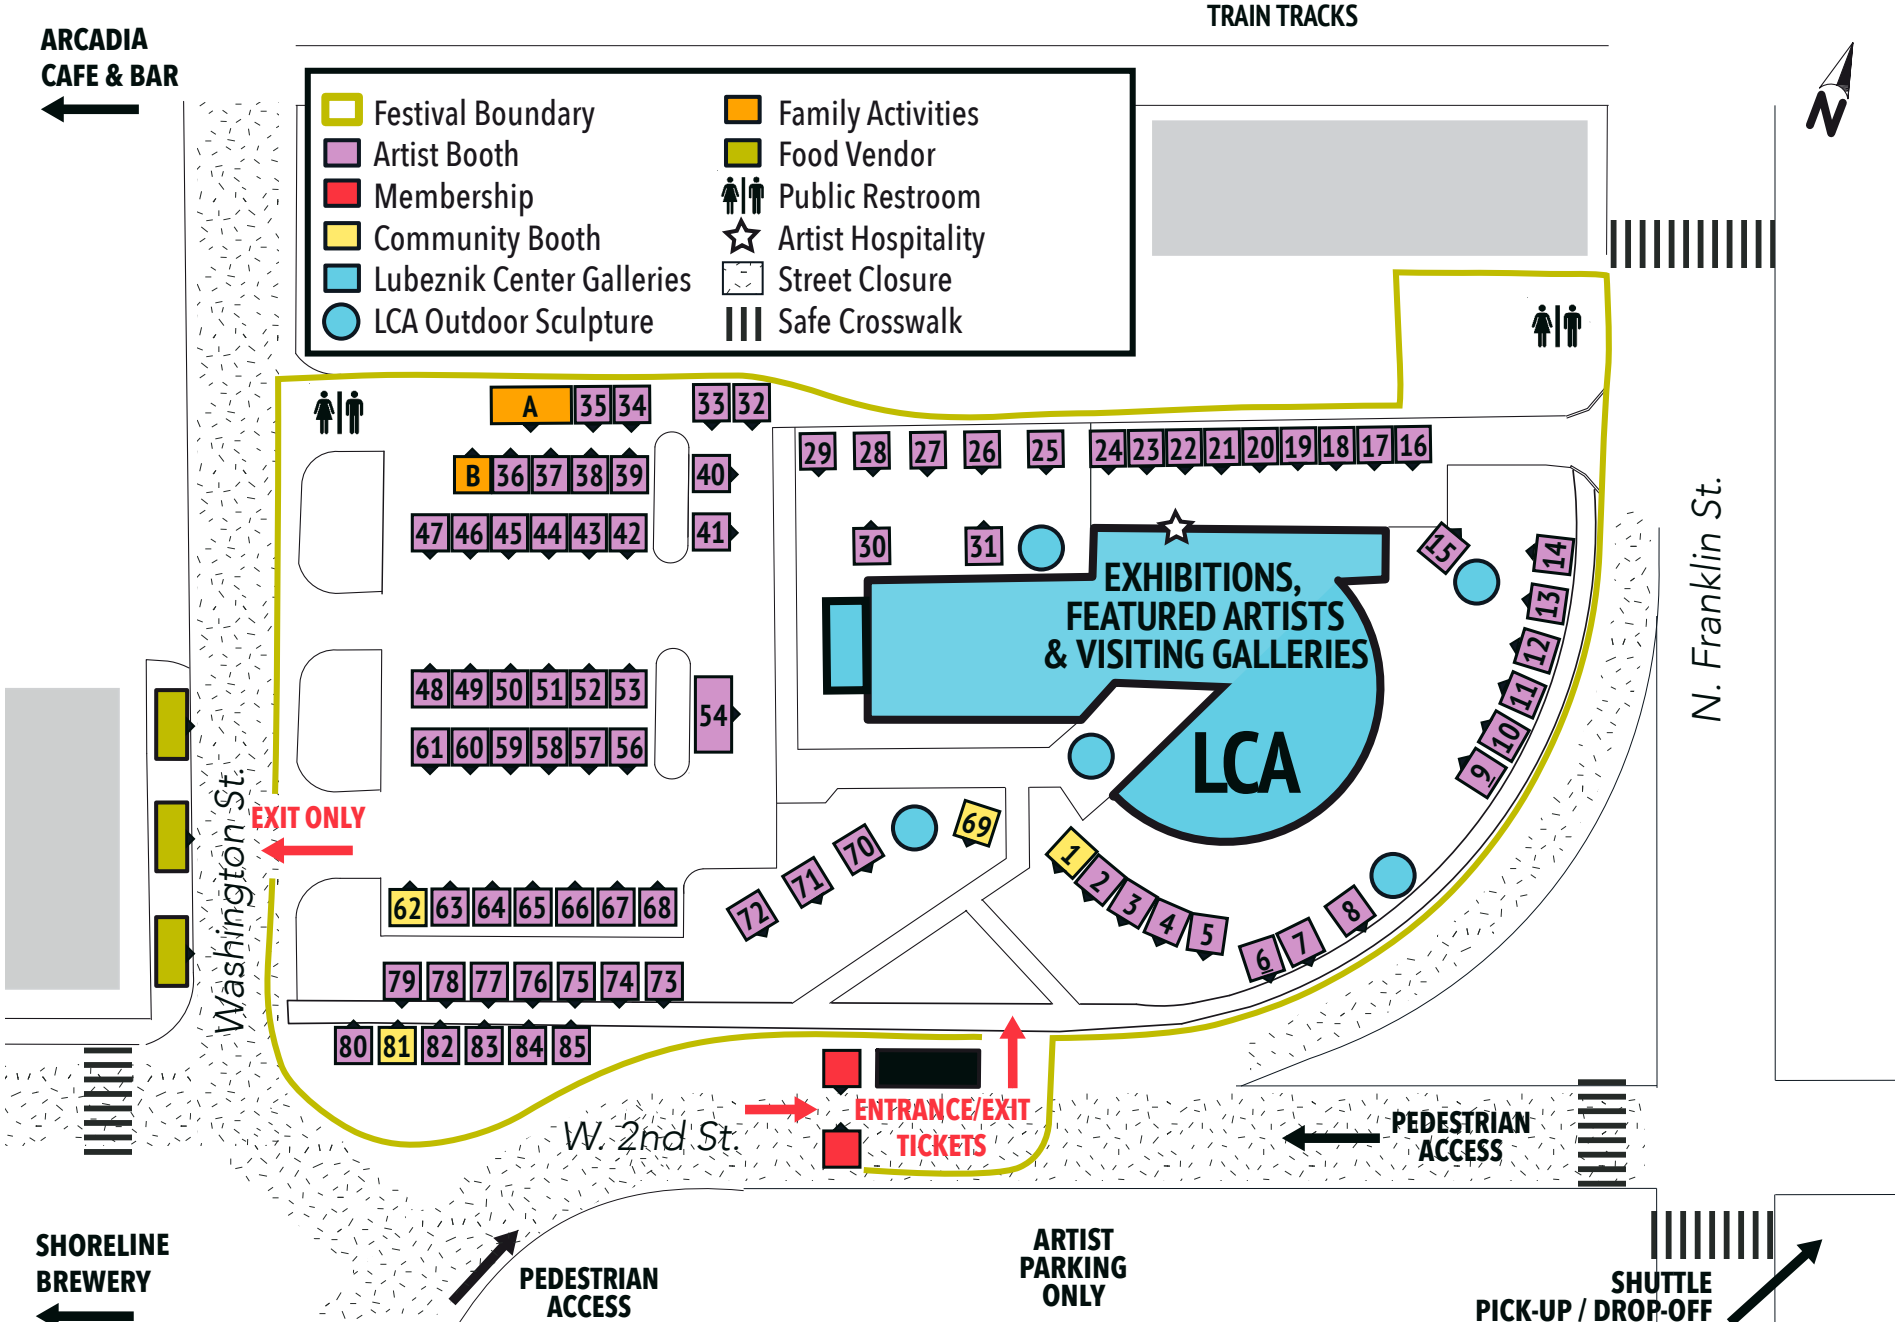 TRAIN TRACKS
ARCADIA
CAFE & BAR
N
Festival Boundary
Artist Booth
Membership
Community Booth
Lubeznik Center Galleries
LCA Outdoor Sculpture
Family Activities
Food Vendor
Public Restroom
Artist Hospitality
Street Closure
Safe Crosswalk
A 35 34 33 32
B 36 37 38 39 40
47 46 45 44 43 42 41
29 28 27 26 25 24 23 22 21 20 19 18 17 16
30 31
15 14
13
12
11
10
9
EXHIBITIONS,
FEATURED ARTISTS
& VISITING GALLERIES
LCA
N. Franklin St.
48 49 50 51 52 53 54
61 60 59 58 57 56
Washington St.
EXIT ONLY
69
70
71
72
1
2
3
4
5
6
7
8
62 63 64 65 66 67 68
79 78 77 76 75 74 73
80 81 82 83 84 85
ENTRANCE/EXIT
TICKETS
W. 2nd St.
PEDESTRIAN
ACCESS
SHORELINE
BREWERY
PEDESTRIAN
ACCESS
ARTIST
PARKING
ONLY
SHUTTLE
PICK-UP / DROP-OFF